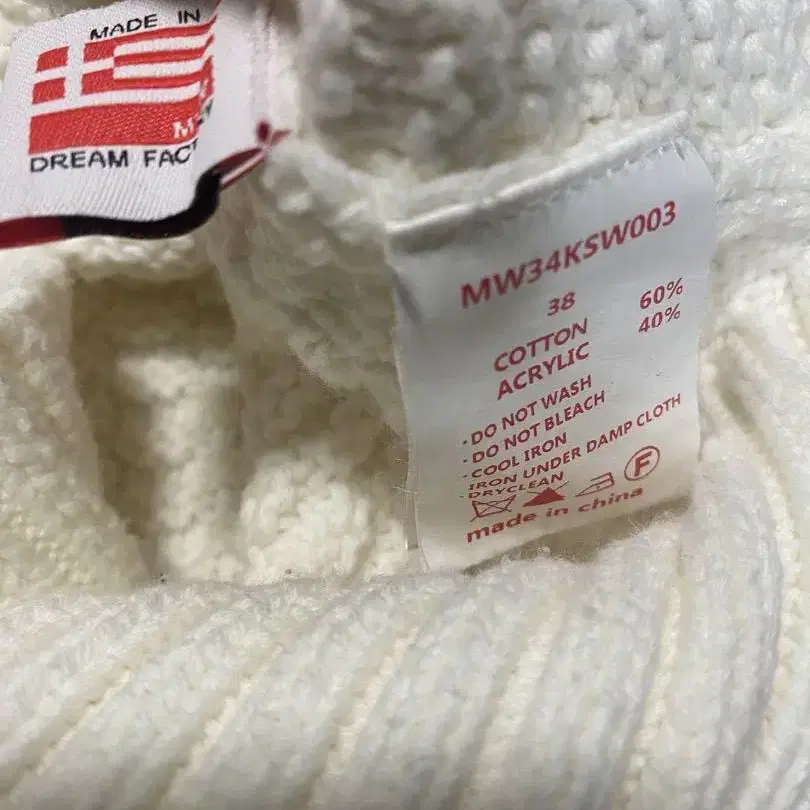 MADE IN
DREAM FAC
MW34KSW003
38
COTTON 60%
ACRYLIC 40%
·DO NOT WASH
·DO NOT BLEACH
·COOL IRON
IRON UNDER DAMP CLOTH
·DRYCLEAN
F
made in china